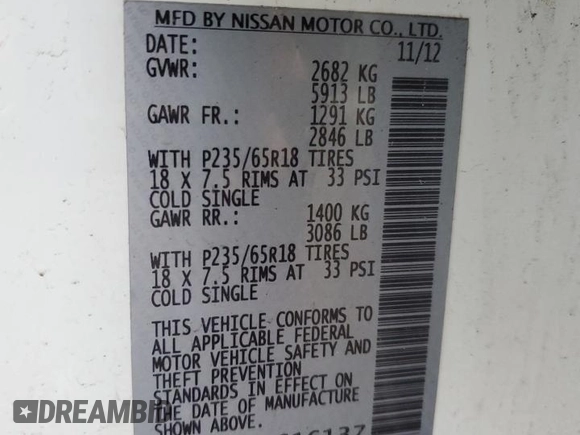 MFD BY NISSAN MOTOR CO., LTD.
DATE: 11/12
GVWR: 2682 KG
5913 LB
GAWR FR.: 1291 KG
2846 LB
WITH P235/65R18 TIRES
18 X 7.5 RIMS AT 33 PSI
COLD SINGLE
GAWR RR.: 1400 KG
3086 LB
WITH P235/65R18 TIRES
18 X 7.5 RIMS AT 33 PSI
COLD SINGLE
THIS VEHICLE CONFORMS TO
ALL APPLICABLE FEDERAL
MOTOR VEHICLE SAFETY AND
THEFT PREVENTION
STANDARDS IN EFFECT ON
THE DATE OF MANUFACTURE
SHOWN ABOVE.
DREAMBI